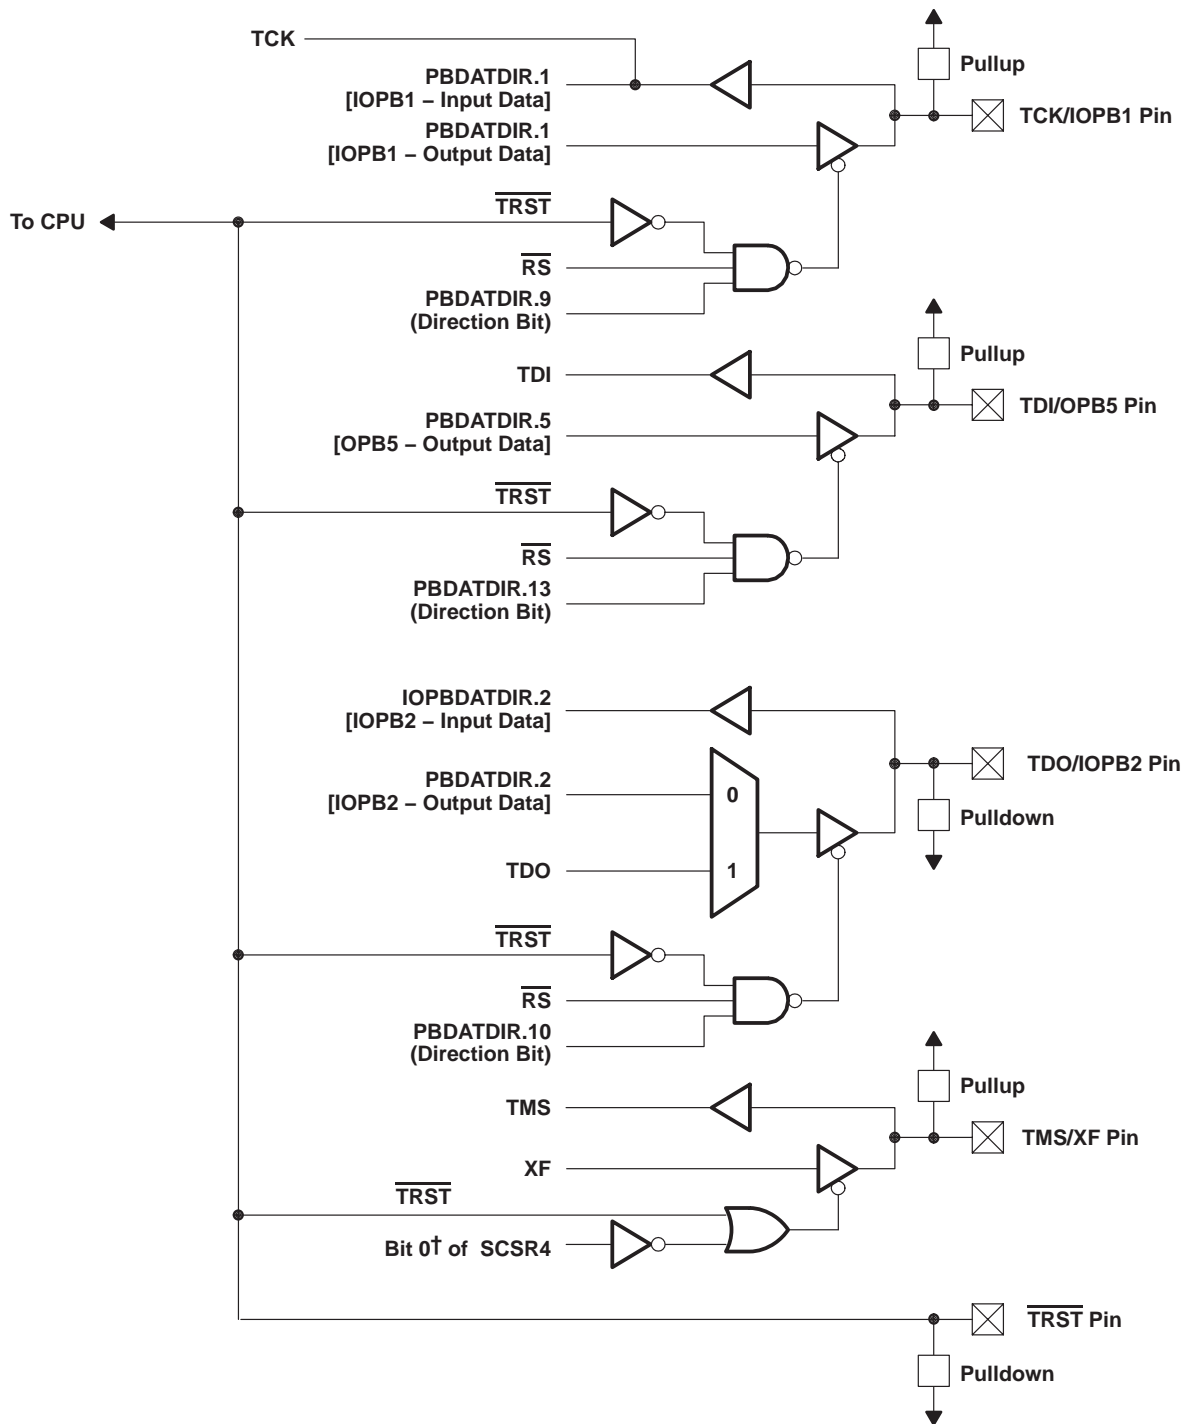 TCK
Pullup
PBDATDIR.1
[IOPB1 – Input Data]
TCK/IOPB1 Pin
PBDATDIR.1
[IOPB1 – Output Data]
TRST
To CPU
RS
PBDATDIR.9
(Direction Bit)
Pullup
TDI
TDI/OPB5 Pin
PBDATDIR.5
[OPB5 – Output Data]
TRST
RS
PBDATDIR.13
(Direction Bit)
IOPBDATDIR.2
[IOPB2 – Input Data]
TDO/IOPB2 Pin
PBDATDIR.2
[IOPB2 – Output Data]
0
Pulldown
TDO
1
TRST
RS
PBDATDIR.10
(Direction Bit)
Pullup
TMS
TMS/XF Pin
XF
TRST
Bit 0† of SCSR4
TRST Pin
Pulldown